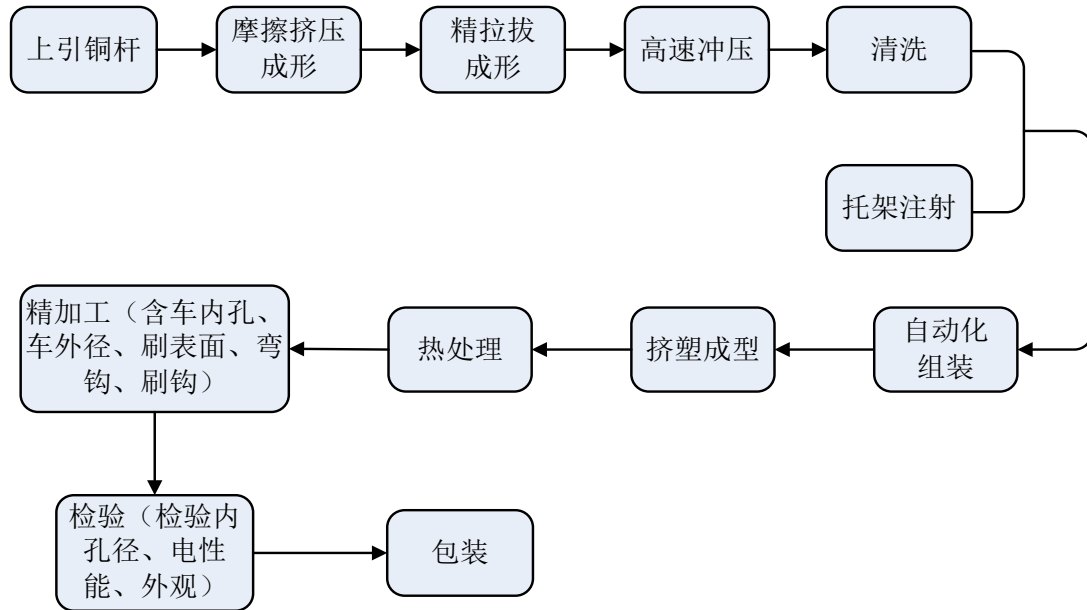 上引铜杆
摩擦挤压
成形
精拉拔
成形
高速冲压
清洗
托架注射
自动化
组装
挤塑成型
热处理
精加工（含车内孔、
车外径、刷表面、弯
钩、刷钩）
检验（检验内
孔径、电性
能、外观）
包装